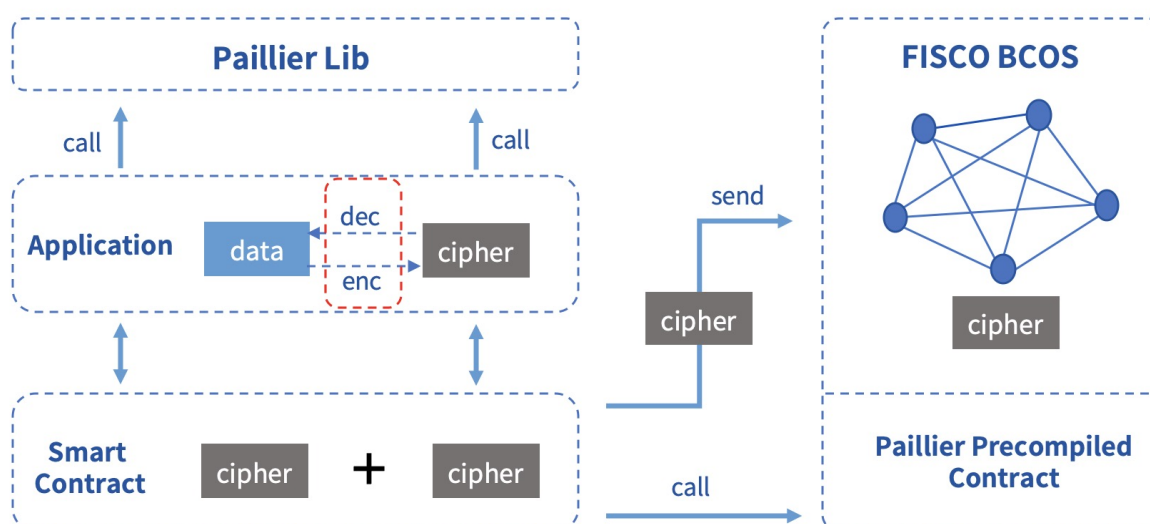 Paillier Lib
call
call
Application
data
dec
enc
cipher
Smart
Contract
cipher
+
cipher
send
cipher
call
FISCO BCOS
cipher
Paillier Precompiled
Contract